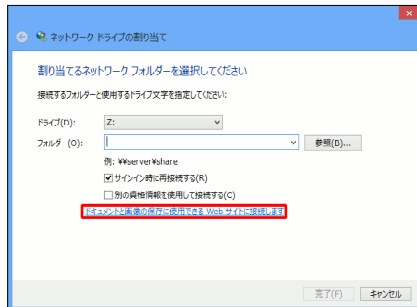 ネットワーク ドライブの割り当て
割り当てるネットワーク フォルダーを選択してください
接続するフォルダーと使用するドライブ文字を指定してください:
ドライブ(D): Z:
フォルダ (O): 参照(B)...
例: ¥¥server¥share
サインイン時に再接続する(R)
別の資格情報を使用して接続する(C)
ドキュメントと画像の保存に使用できる Web サイトに接続します
完了(F) キャンセル